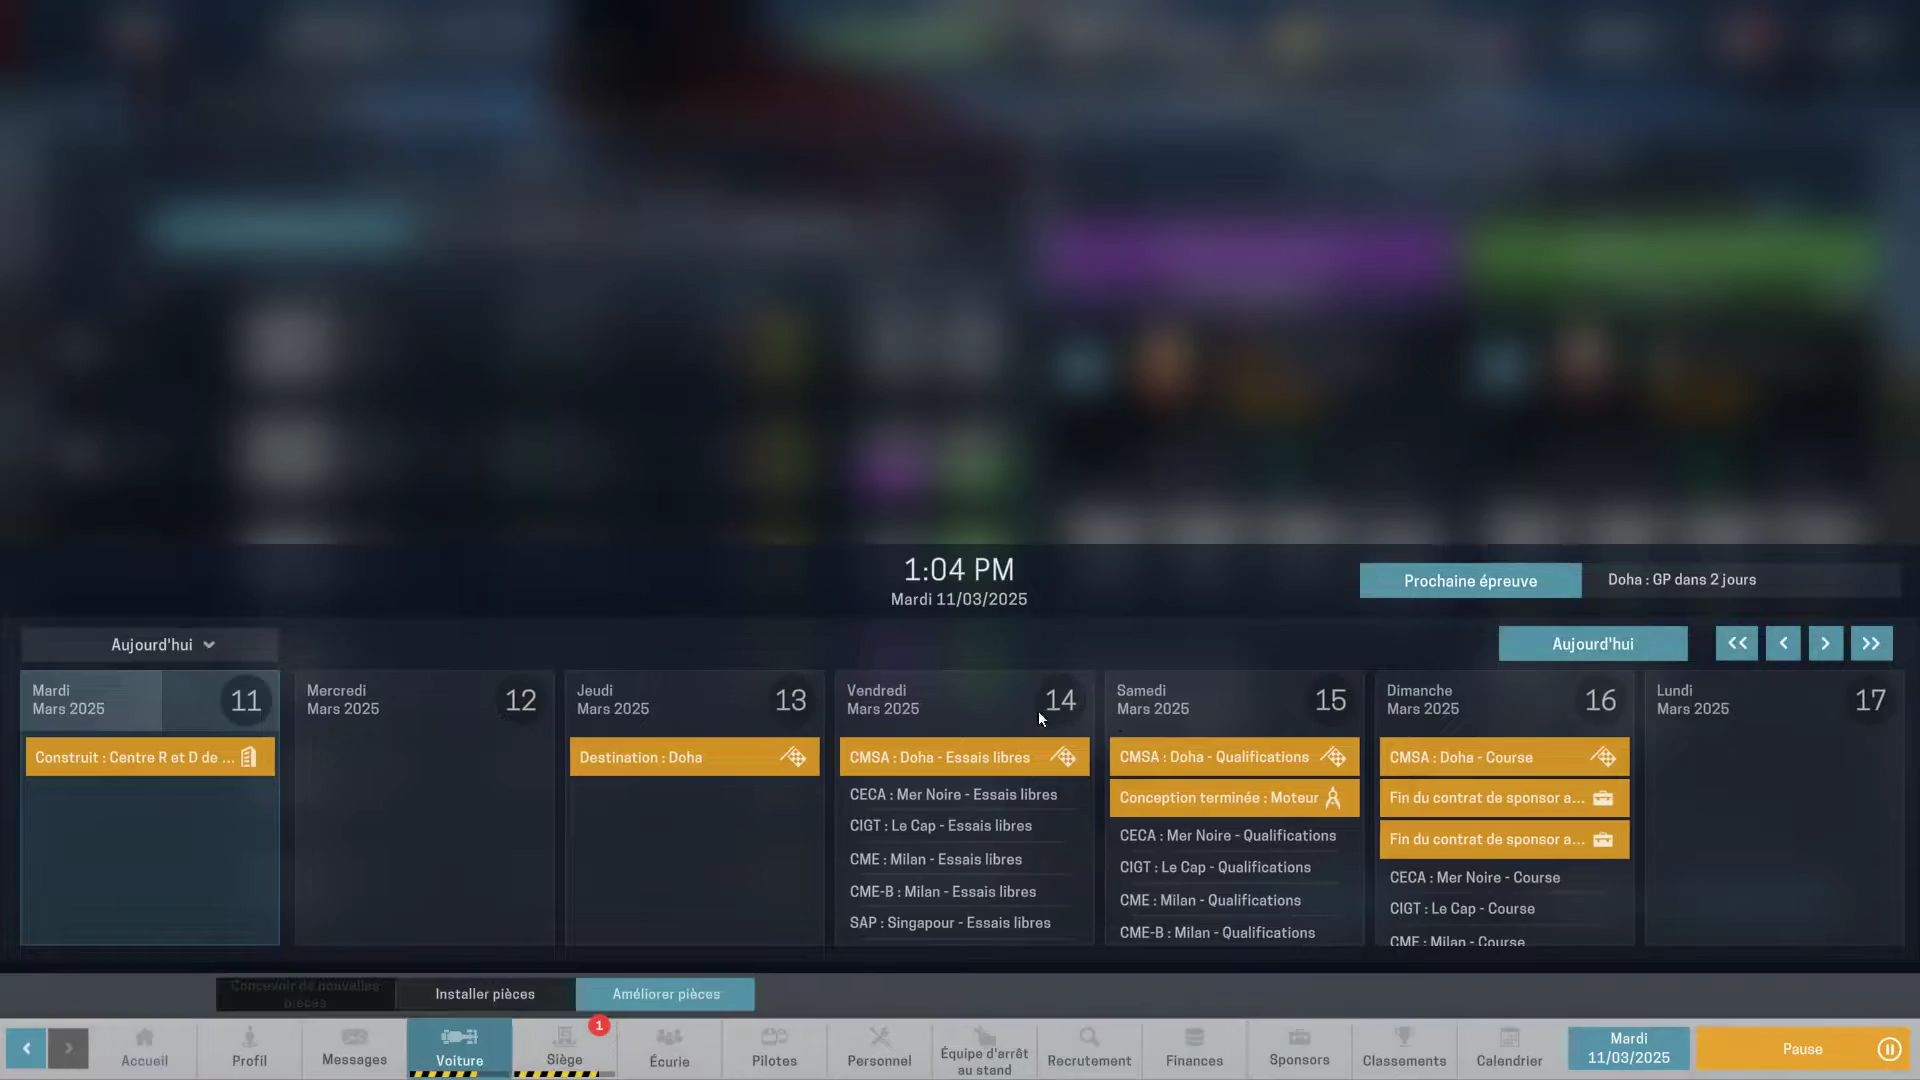 1:04 PM
Mardi 11/03/2025
Prochaine épreuve
Doha : GP dans 2 jours
Aujourd'hui
Aujourd'hui
<<
<
>
>>
Mardi
Mars 2025
11
Construit : Centre R et D de ...
Mercredi
Mars 2025
12
Jeudi
Mars 2025
13
Destination : Doha
Vendredi
Mars 2025
14
CMSA : Doha - Essais libres
CECA : Mer Noire - Essais libres
CIGT : Le Cap - Essais libres
CME : Milan - Essais libres
CME-B : Milan - Essais libres
SAP : Singapour - Essais libres
Samedi
Mars 2025
15
CMSA : Doha - Qualifications
Conception terminée : Moteur
CECA : Mer Noire - Qualifications
CIGT : Le Cap - Qualifications
CME : Milan - Qualifications
CME-B : Milan - Qualifications
Dimanche
Mars 2025
16
CMSA : Doha - Course
Fin du contrat de sponsor a...
Fin du contrat de sponsor a...
CECA : Mer Noire - Course
CIGT : Le Cap - Course
CME : Milan - Course
Lundi
Mars 2025
17
Concevoir de nouvelles
pièces
Installer pièces
Améliorer pièces
<
>
Accueil
Profil
Messages
Voiture
1
Siège
Écurie
Pilotes
Personnel
Équipe d'arrêt
au stand
Recrutement
Finances
Sponsors
Classements
Calendrier
Mardi
11/03/2025
Pause